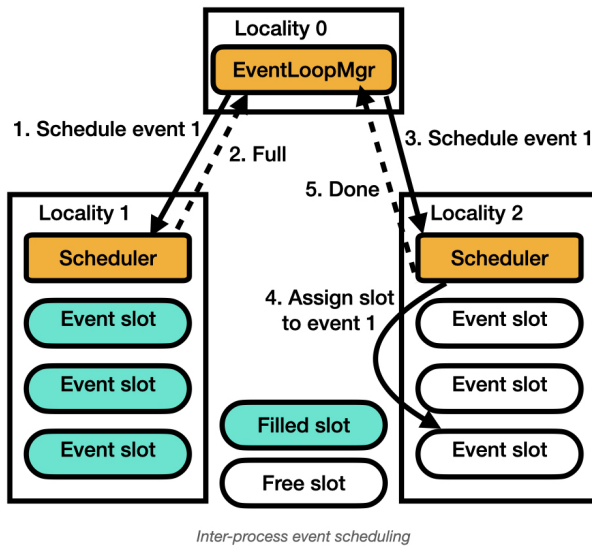 Locality 0
EventLoopMgr
1. Schedule event 1
2. Full
3. Schedule event 1
5. Done
Locality 1
Scheduler
Event slot
Event slot
Event slot
Locality 2
Scheduler
4. Assign slot
to event 1
Event slot
Event slot
Event slot
Filled slot
Free slot
Inter-process event scheduling